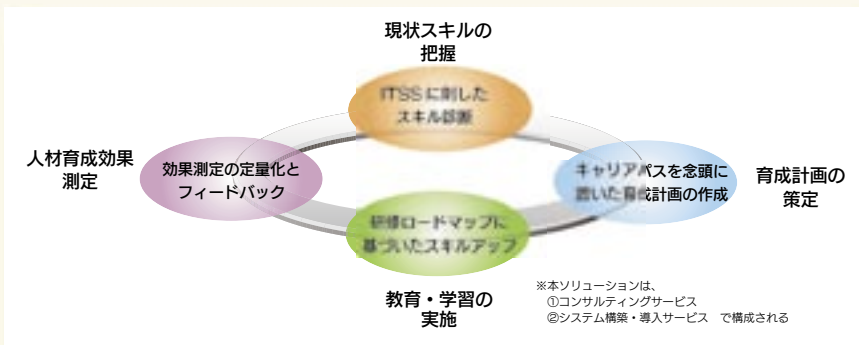 現状スキルの
把握
ITSSに則した
スキル診断
人材育成効果
測定
効果測定の定量化と
フィードバック
キャリアパスを念頭に
置いた育成計画の作成
育成計画の
策定
研修ロードマップに
基づいたスキルアップ
教育・学習の
実施
※本ソリューションは、
①コンサルティングサービス
②システム構築・導入サービス　で構成される